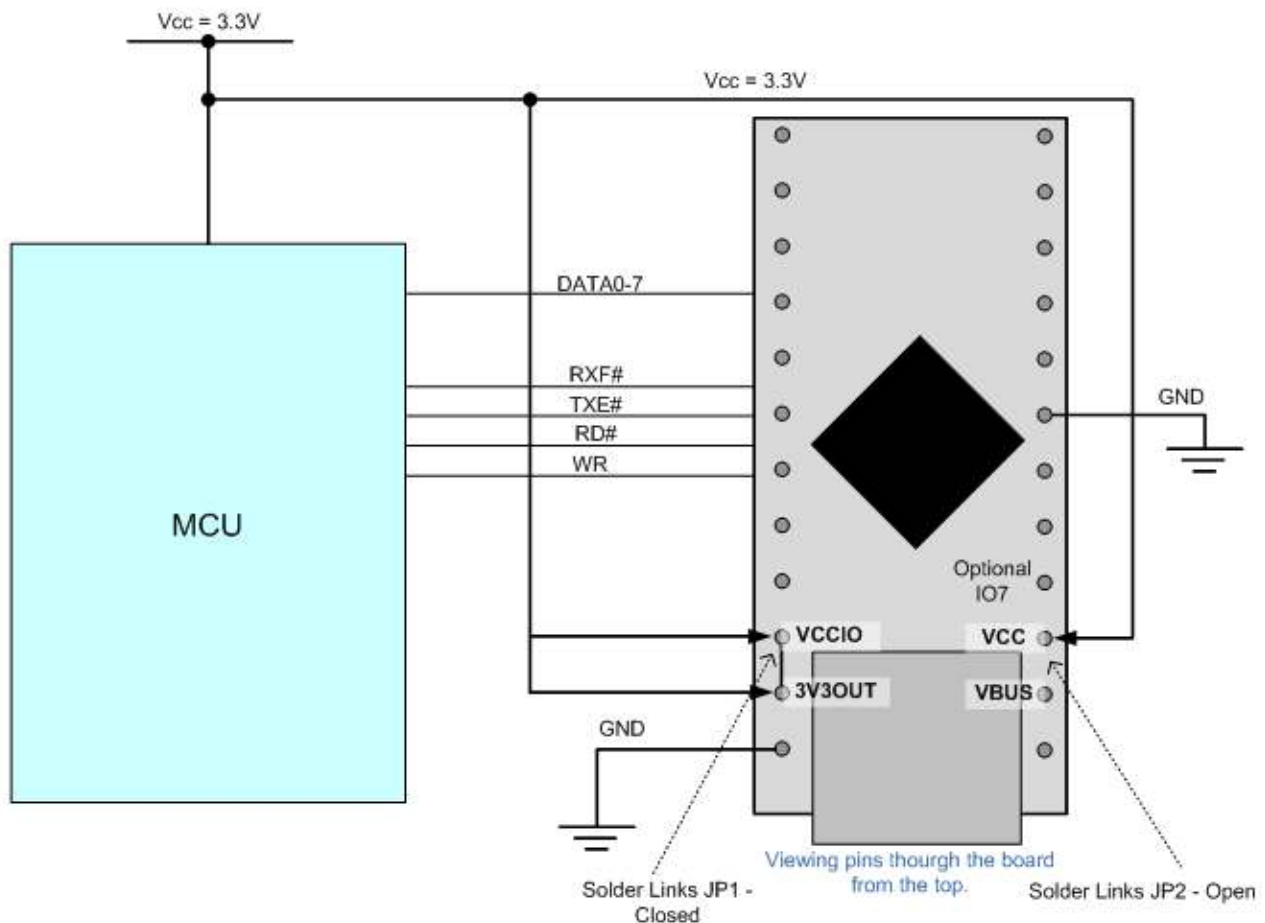 Vcc = 3.3V
Vcc = 3.3V
DATA0-7
RXF#
TXE#
RD#
WR
GND
MCU
Optional
IO7
VCCIO
VCC
3V3OUT
VBUS
GND
Viewing pins thourgh the board
from the top.
Solder Links JP1 -
Closed
Solder Links JP2 - Open